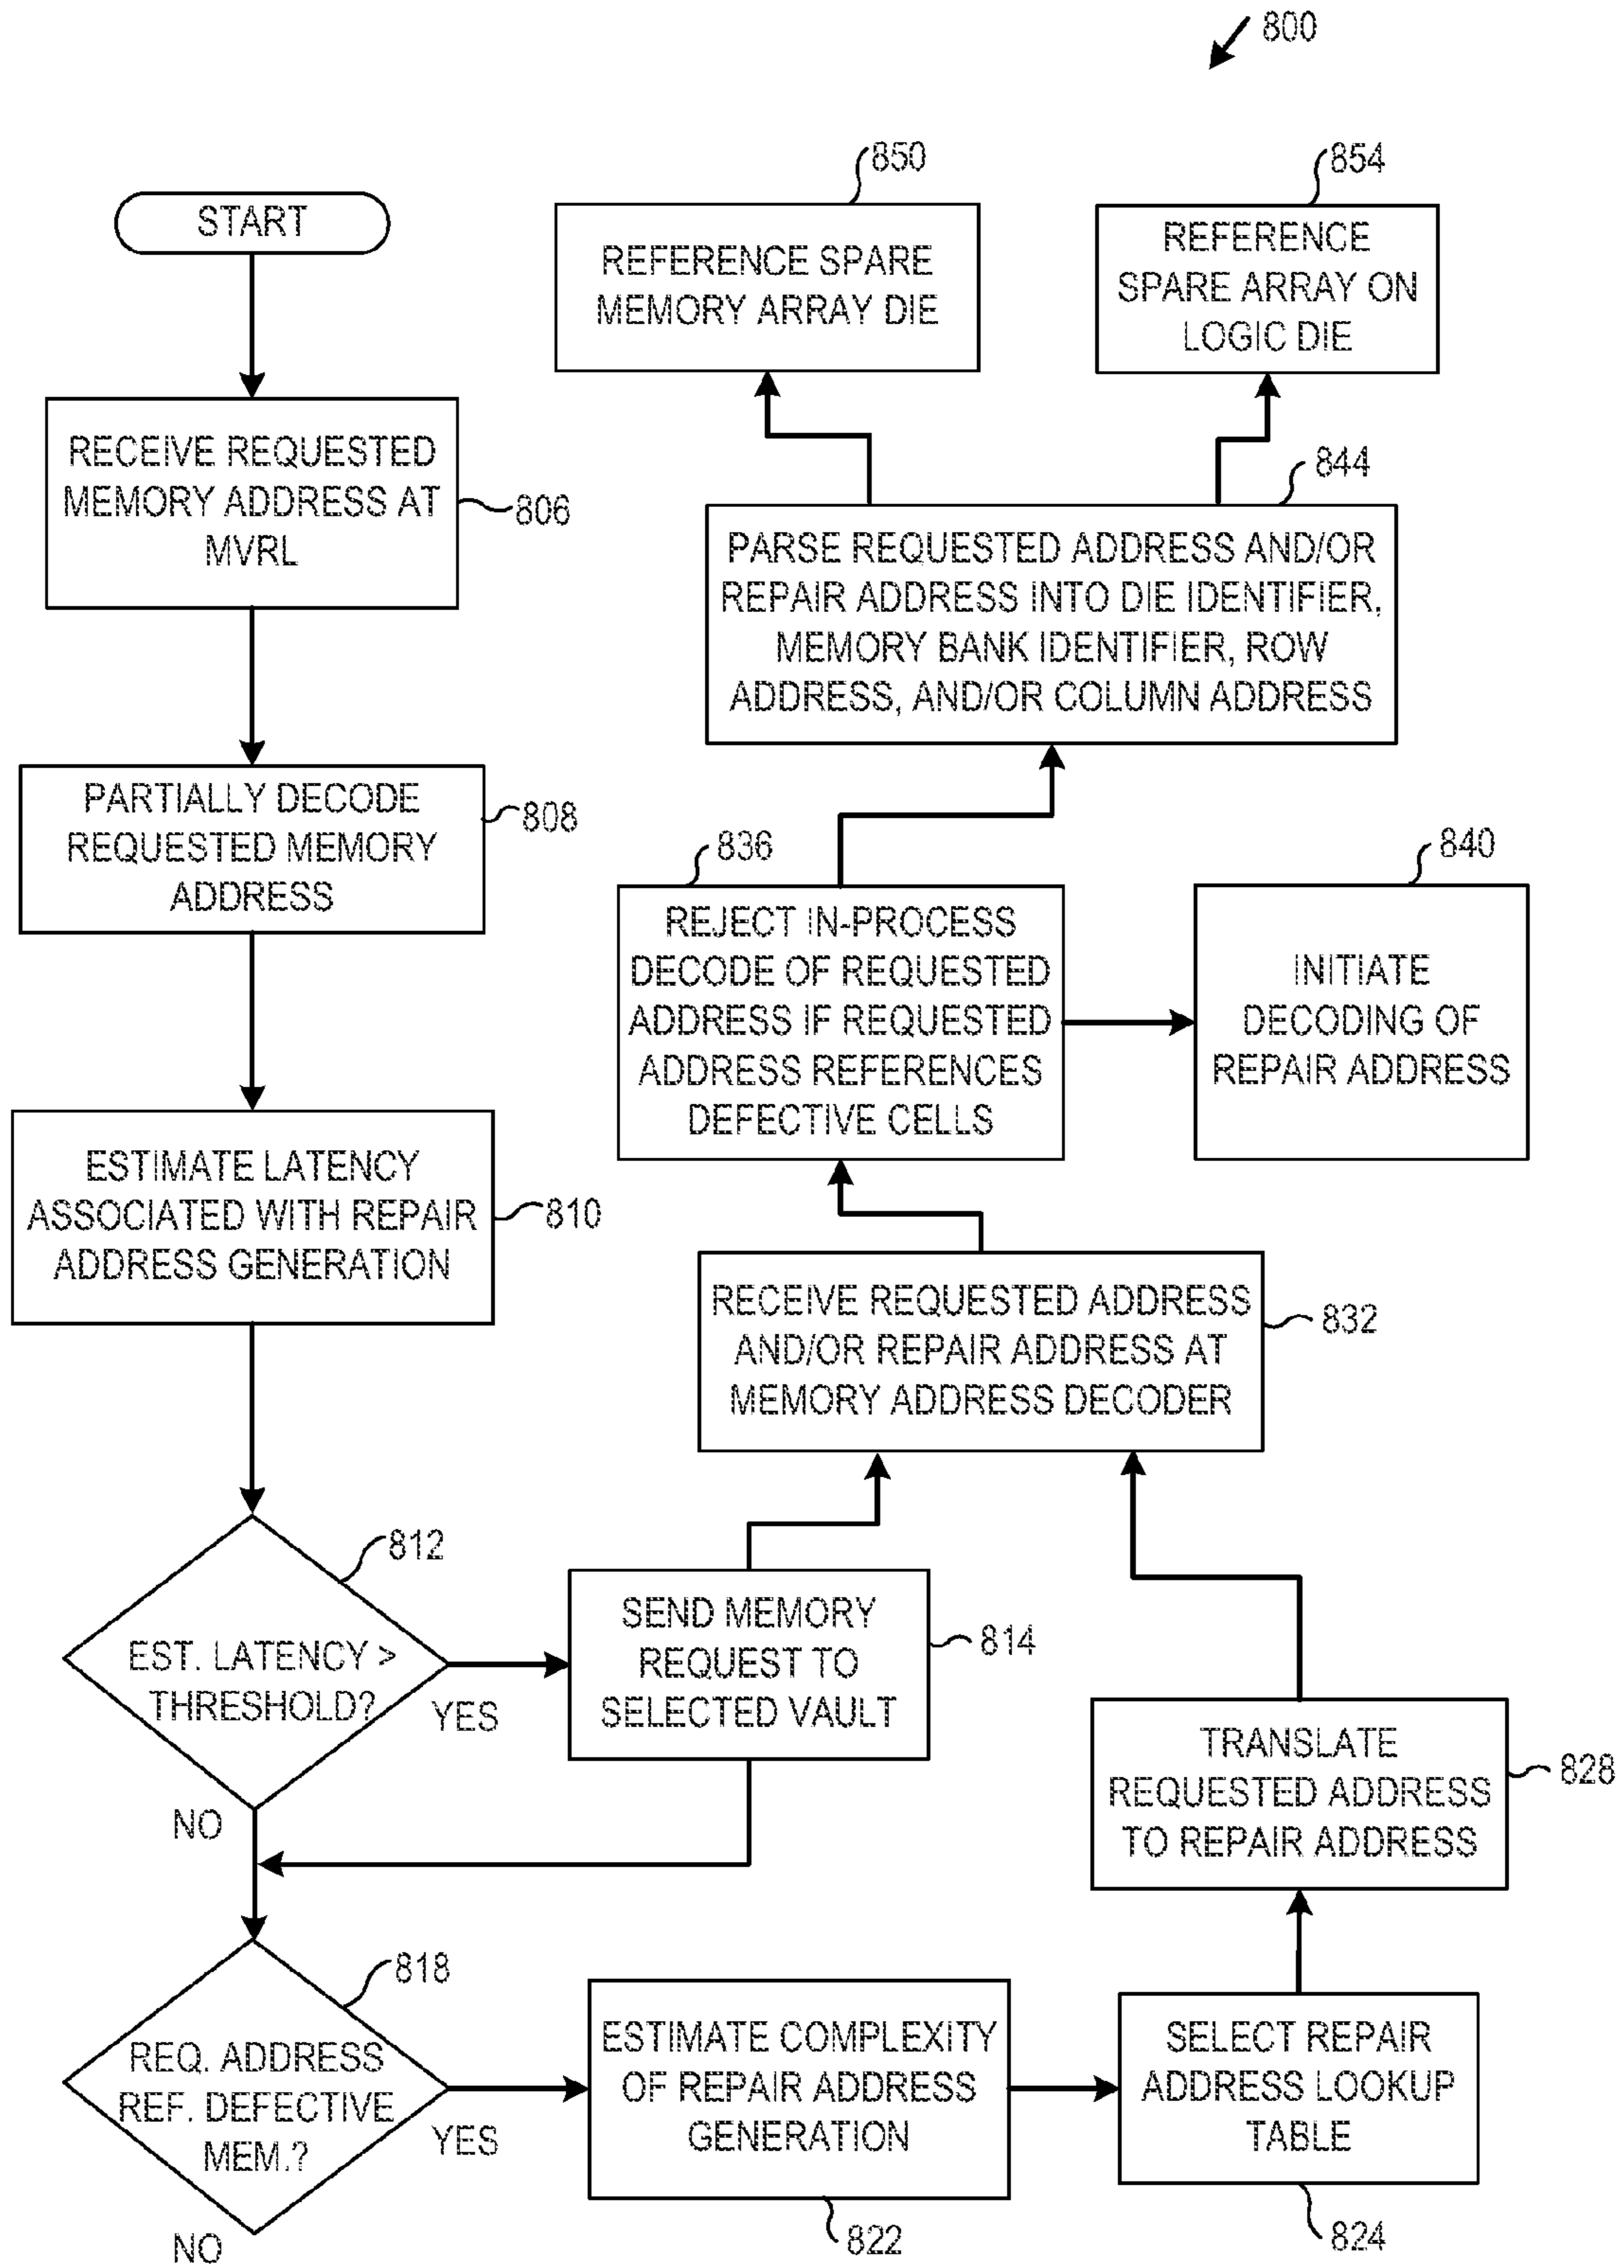 800
START
RECEIVE REQUESTED
MEMORY ADDRESS AT
MVRL
806
PARTIALLY DECODE
REQUESTED MEMORY
ADDRESS
808
ESTIMATE LATENCY
ASSOCIATED WITH REPAIR
ADDRESS GENERATION
810
812
EST. LATENCY >
THRESHOLD?
YES
NO
SEND MEMORY
REQUEST TO
SELECTED VAULT
814
818
REQ. ADDRESS
REF. DEFECTIVE
MEM.?
YES
NO
ESTIMATE COMPLEXITY
OF REPAIR ADDRESS
GENERATION
822
SELECT REPAIR
ADDRESS LOOKUP
TABLE
824
TRANSLATE
REQUESTED ADDRESS
TO REPAIR ADDRESS
828
RECEIVE REQUESTED ADDRESS
AND/OR REPAIR ADDRESS AT
MEMORY ADDRESS DECODER
832
836
REJECT IN-PROCESS
DECODE OF REQUESTED
ADDRESS IF REQUESTED
ADDRESS REFERENCES
DEFECTIVE CELLS
840
INITIATE
DECODING OF
REPAIR ADDRESS
844
PARSE REQUESTED ADDRESS AND/OR
REPAIR ADDRESS INTO DIE IDENTIFIER,
MEMORY BANK IDENTIFIER, ROW
ADDRESS, AND/OR COLUMN ADDRESS
850
REFERENCE SPARE
MEMORY ARRAY DIE
854
REFERENCE
SPARE ARRAY ON
LOGIC DIE